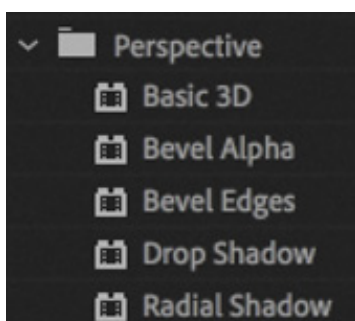 Perspective
Basic 3D
Bevel Alpha
Bevel Edges
Drop Shadow
Radial Shadow